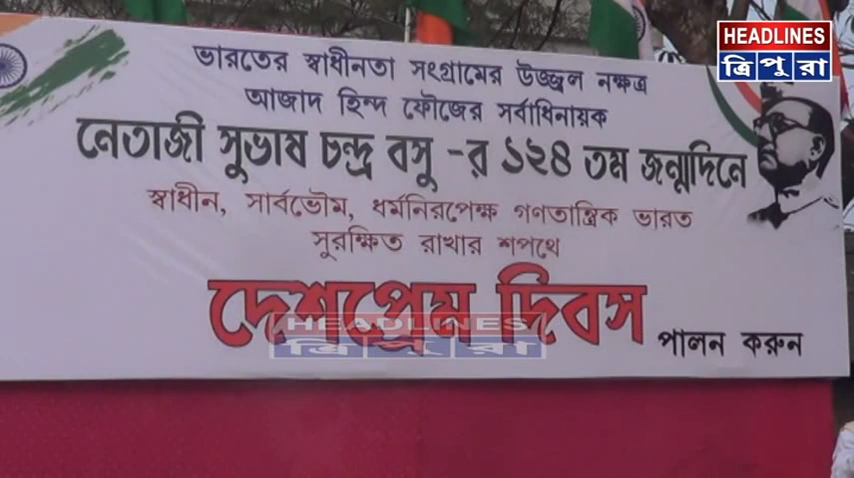 HEADLINES
ত্রিপুরা
ভারতের স্বাধীনতা সংগ্রামের উজ্জ্বল নক্ষত্র
আজাদ হিন্দ ফৌজের সর্বাধিনায়ক
নেতাজী সুভাষ চন্দ্র বসু -র ১২৪ তম জন্মদিনে
স্বাধীন, সার্বভৌম, ধর্মনিরপেক্ষ গণতান্ত্রিক ভারত
সুরক্ষিত রাখার শপথে
দেশপ্রেম দিবস
পালন করুন
HEADLINES
ত্রিপুরা